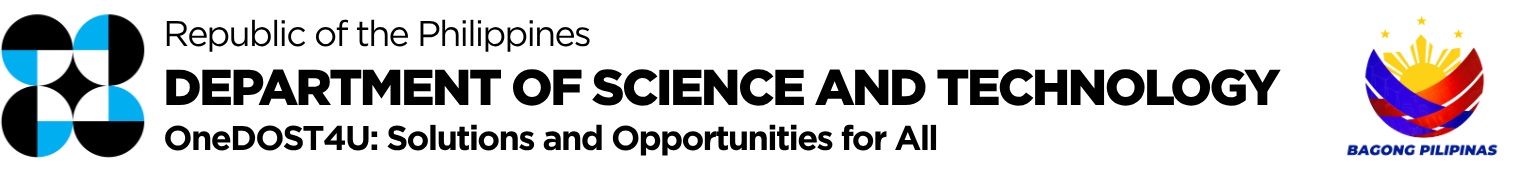 Republic of the Philippines
DEPARTMENT OF SCIENCE AND TECHNOLOGY
OneDOST4U: Solutions and Opportunities for All
BAGONG PILIPINAS